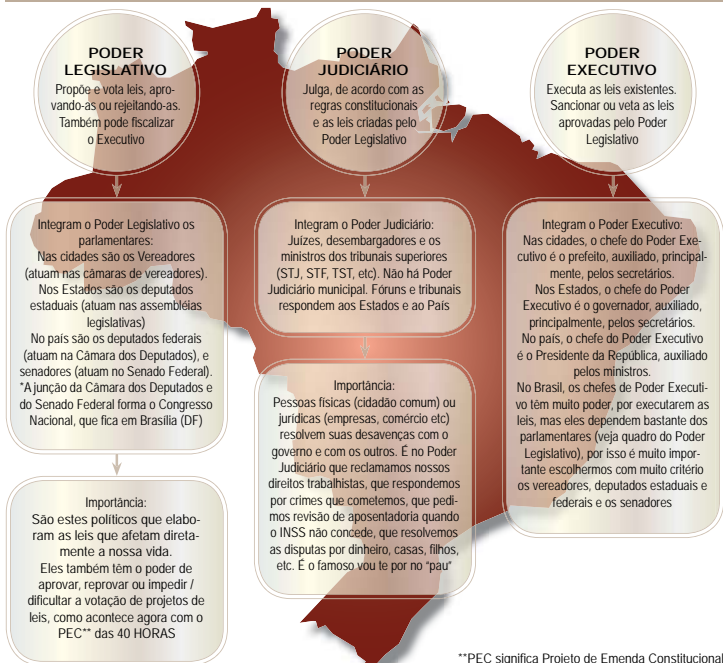 PODER
LEGISLATIVO
Propõe e vota leis, apro-
vando-as ou rejeitando-as.
Também pode fiscalizar
o Executivo
Integram o Poder Legislativo os
parlamentares:
Nas cidades são os Vereadores
(atuam nas câmaras de vereadores).
Nos Estados são os deputados
estaduais (atuam nas assembléias
legislativas)
No país são os deputados federais
(atuam na Câmara dos Deputados), e
senadores (atuam no Senado Federal).
*A junção da Câmara dos Deputados e
do Senado Federal forma o Congresso
Nacional, que fica em Brasília (DF)
Importância:
São estes políticos que elabo-
ram as leis que afetam direta-
mente a nossa vida.
Eles também têm o poder de
aprovar, reprovar ou impedir /
dificultar a votação de projetos de
leis, como acontece agora com o
PEC** das 40 HORAS
PODER
JUDICIÁRIO
Julga, de acordo com as
regras constitucionais
e as leis criadas pelo
Poder Legislativo
Integram o Poder Judiciário:
Juízes, desembargadores e os
ministros dos tribunais superiores
(STJ, STF, TST, etc). Não há Poder
Judiciário municipal. Fóruns e tribunais
respondem aos Estados e ao País
Importância:
Pessoas físicas (cidadão comum) ou
jurídicas (empresas, comércio etc)
resolvem suas desavenças com o
governo e com os outros. É no Poder
Judiciário que reclamamos nossos
direitos trabalhistas, que respondemos
por crimes que cometemos, que pedi-
mos revisão de aposentadoria quando
o INSS não concede, que resolvemos
as disputas por dinheiro, casas, filhos,
etc. É o famoso vou te por no "pau"
PODER
EXECUTIVO
Executa as leis existentes.
Sancionar ou veta as leis
aprovadas pelo Poder
Legislativo
Integram o Poder Executivo:
Nas cidades, o chefe do Poder Exe-
cutivo é o prefeito, auxiliado, principal-
mente, pelos secretários.
Nos Estados, o chefe do Poder
Executivo é o governador, auxiliado,
principalmente, pelos secretários.
No país, o chefe do Poder Executivo
é o Presidente da República, auxiliado
pelos ministros.
No Brasil, os chefes de Poder Executi-
vo têm muito poder, por executarem as
leis, mas eles dependem bastante dos
parlamentares (veja quadro do Poder
Legislativo), por isso é muito impor-
tante escolhermos com muito critério
os vereadores, deputados estaduais e
federais e os senadores
**PEC significa Projeto de Emenda Constitucional